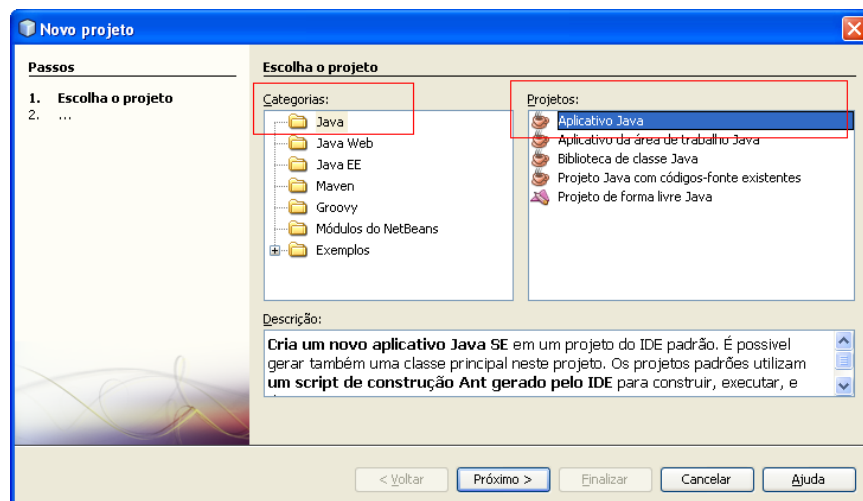 Novo projeto
Passos
1. Escolha o projeto
2. ...
Escolha o projeto
Categorias:
Java
Java Web
Java EE
Maven
Groovy
Módulos do NetBeans
Exemplos
Projetos:
Aplicativo Java
Aplicativo da área de trabalho Java
Biblioteca de classe Java
Projeto Java com códigos-fonte existentes
Projeto de forma livre Java
Descrição:
Cria um novo aplicativo Java SE em um projeto do IDE padrão. É possivel
gerar também uma classe principal neste projeto. Os projetos padrões utilizam
um script de construção Ant gerado pelo IDE para construir, executar, e
< Voltar
Próximo >
Finalizar
Cancelar
Ajuda